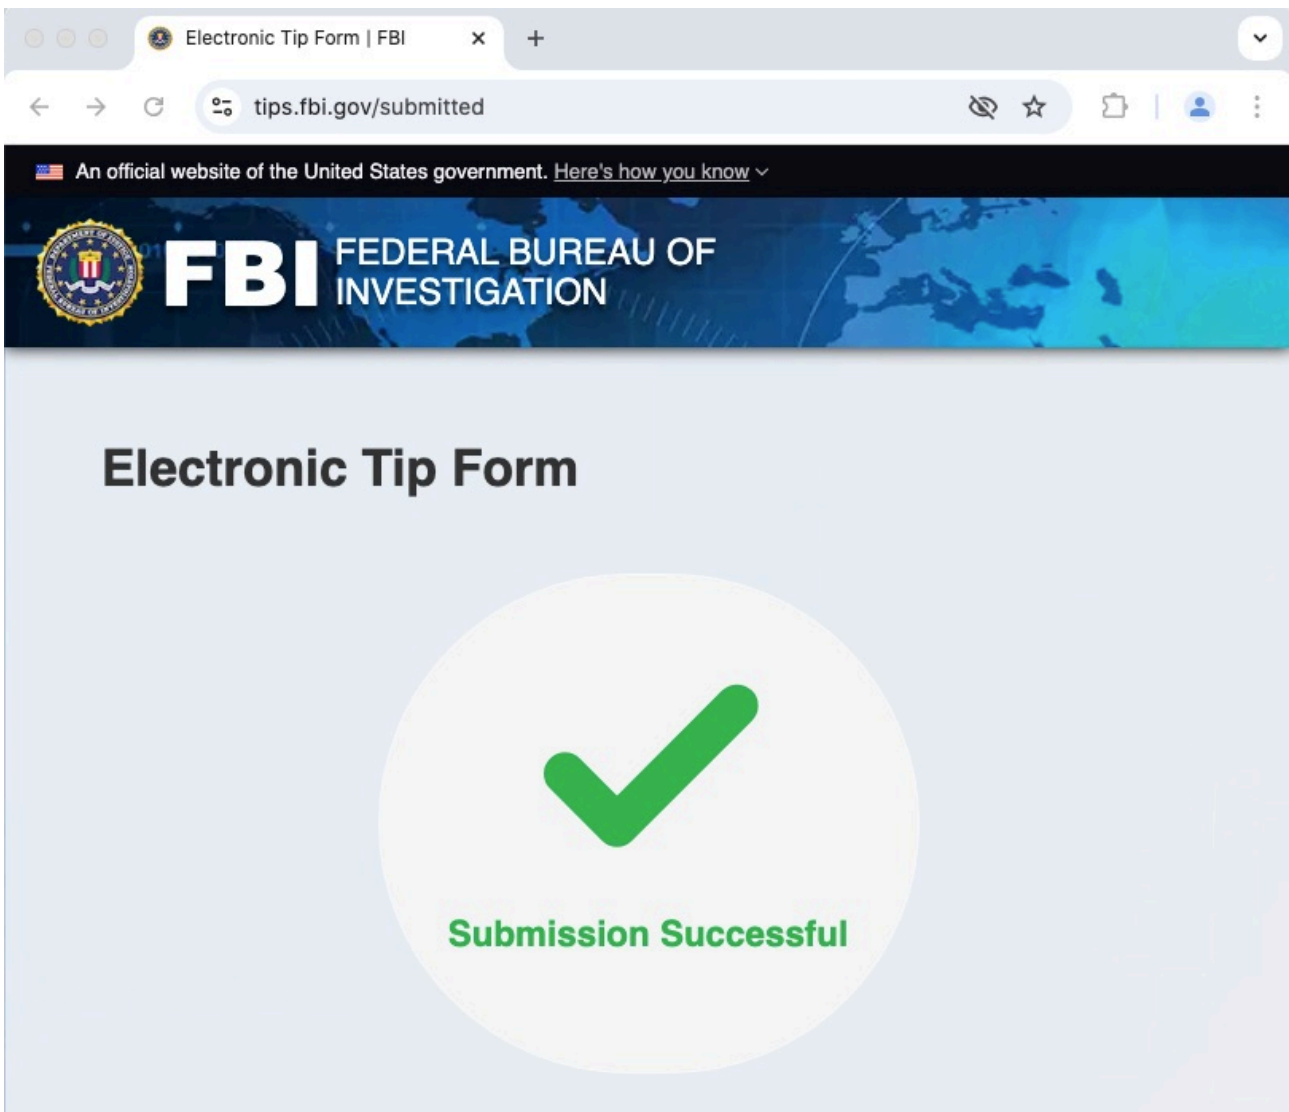 Electronic Tip Form | FBI
tips.fbi.gov/submitted
An official website of the United States government. Here's how you know
FBI FEDERAL BUREAU OF
INVESTIGATION
Electronic Tip Form
Submission Successful